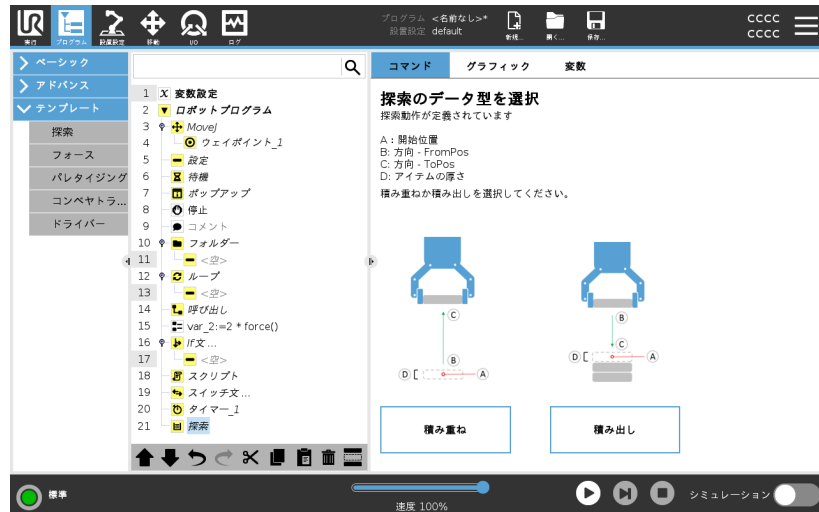 UR
実行
プログラム
設置設定
移動
I/O
ログ
プログラム <名前なし>*
設置設定 default
新規...
開く...
保存...
cccc
cccc
ベーシック
アドバンス
テンプレート
探索
フォース
パレタイジング
コンベヤトラ...
ドライバー
1 X 変数設定
2 ロボットプログラム
3 MoveJ
4 ウェイポイント_1
5 設定
6 待機
7 ポップアップ
8 停止
9 コメント
10 フォルダー
11 <空>
12 ループ
13 <空>
14 呼び出し
15 var_2:=2 * force()
16 If文...
17 <空>
18 スクリプト
19 スイッチ文...
20 タイマー_1
21 探索
コマンド グラフィック 変数
探索のデータ型を選択
探索動作が定義されています
A：開始位置
B: 方向 - FromPos
C: 方向 - ToPos
D: アイテムの厚さ
積み重ねか積み出しを選択してください。
C
B
D A
B
C
D A
積み重ね
積み出し
標準
速度 100%
シミュレーション